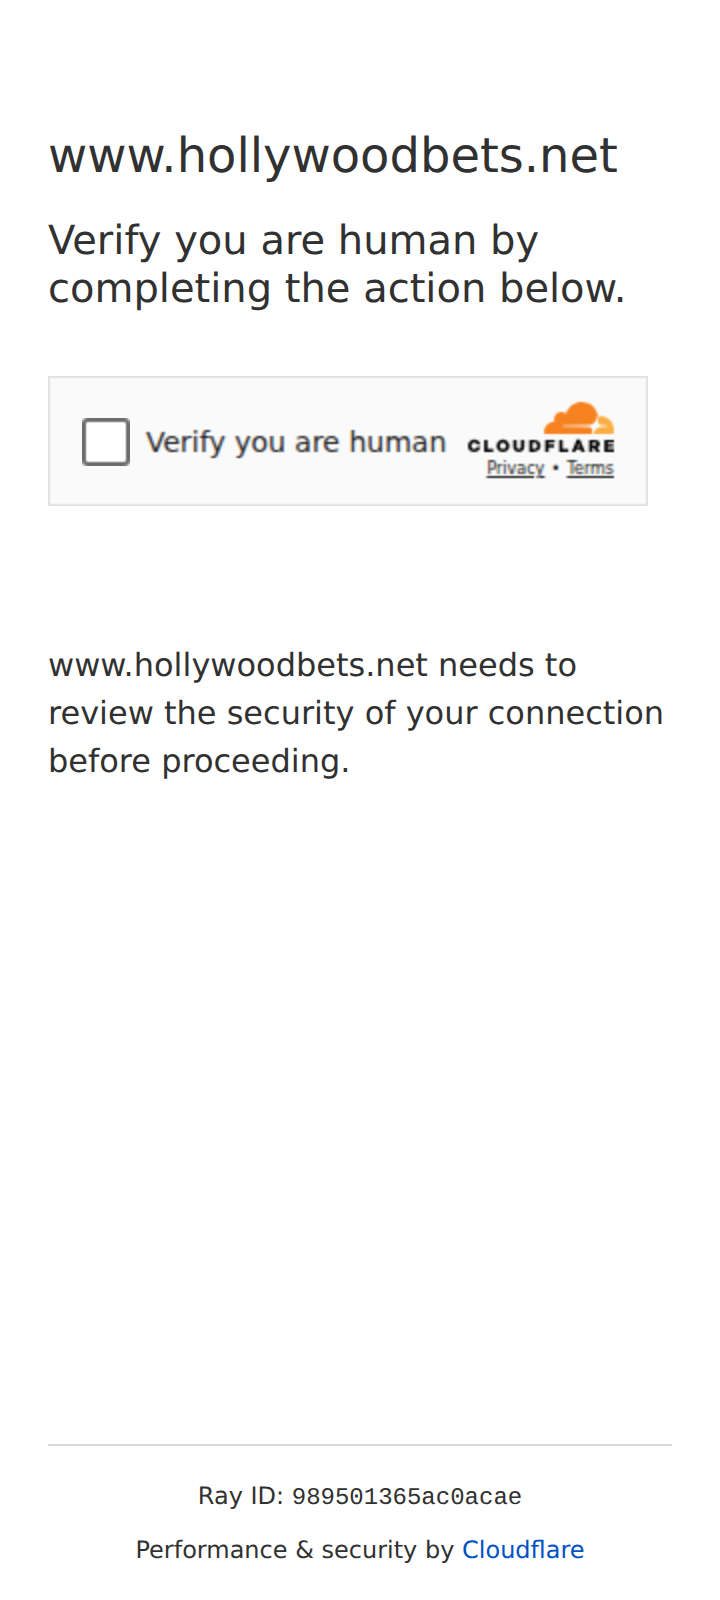 www.hollywoodbets.net
Verify you are human by
completing the action below.
Verify you are human
CLOUDFLARE
Privacy • Terms
www.hollywoodbets.net needs to
review the security of your connection
before proceeding.
Ray ID: 989501365ac0acae
Performance & security by Cloudflare